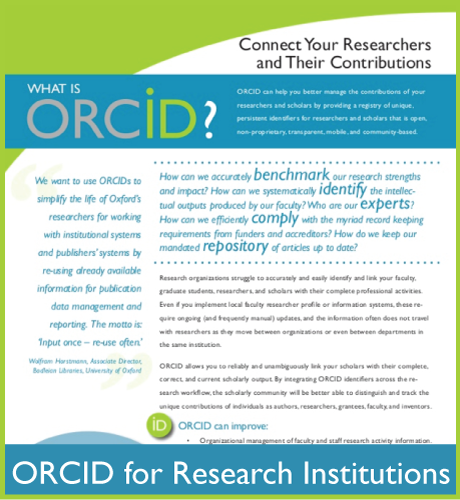 Connect Your Researchers
and Their Contributions
WHAT IS
ORCiD?
ORCID can help you better manage the contributions of your
researchers and scholars by providing a registry of unique,
persistent identifiers for researchers and scholars that is open,
non-proprietary, transparent, mobile, and community-based.
“
We want to use ORCIDs to
simplify the life of Oxford’s
researchers for working
with institutional systems
and publishers’ systems by
re-using already available
information for publication
data management and
reporting. The motto is:
‘Input once – re-use often.’
Wolfram Horstmann, Associate Director,
Bodleian Libraries, University of Oxford
”
How can we accurately benchmark our research strengths
and impact? How can we systematically identify the intellec-
tual outputs produced by our faculty? Who are our experts?
How can we efficiently comply with the myriad record keeping
requirements from funders and accreditors? How do we keep our
mandated repository of articles up to date?
Research organizations struggle to accurately and easily identify and link your faculty,
graduate students, researchers, and scholars with their complete professional activities.
Even if you implement local faculty researcher profile or information systems, these re-
quire ongoing (and frequently manual) updates, and the information often does not travel
with researchers as they move between organizations or even between departments in
the same institution.
ORCID allows you to reliably and unambiguously link your scholars with their complete,
correct, and current scholarly output. By integrating ORCID identifiers across the re-
search workflow, the scholarly community will be better able to distinguish and track the
unique contributions of individuals as authors, researchers, grantees, faculty, and inventors.
iD ORCID can improve:
• Organizational management of faculty and staff research activity information.
ORCID for Research Institutions